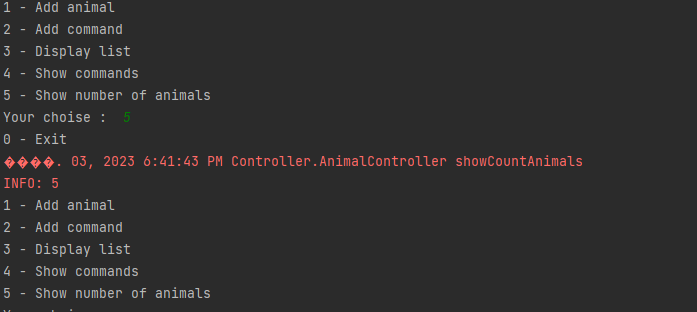 1 - Add animal
2 - Add command
3 - Display list
4 - Show commands
5 - Show number of animals
Your choise :  5
0 - Exit
����. 03, 2023 6:41:43 PM Controller.AnimalController showCountAnimals
INFO: 5
1 - Add animal
2 - Add command
3 - Display list
4 - Show commands
5 - Show number of animals